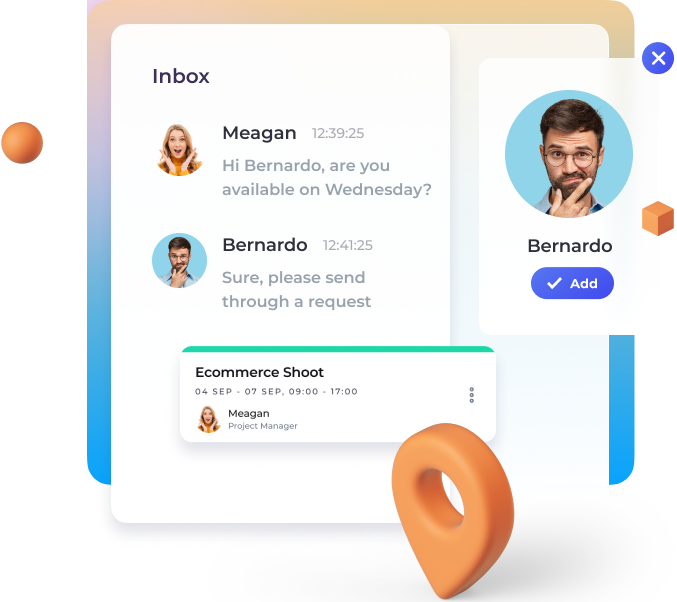 Inbox
Meagan 12:39:25
Hi Bernardo, are you
available on Wednesday?
Bernardo 12:41:25
Sure, please send
through a request
Ecommerce Shoot
04 SEP - 07 SEP, 09:00 - 17:00
Meagan
Project Manager
Bernardo
Add